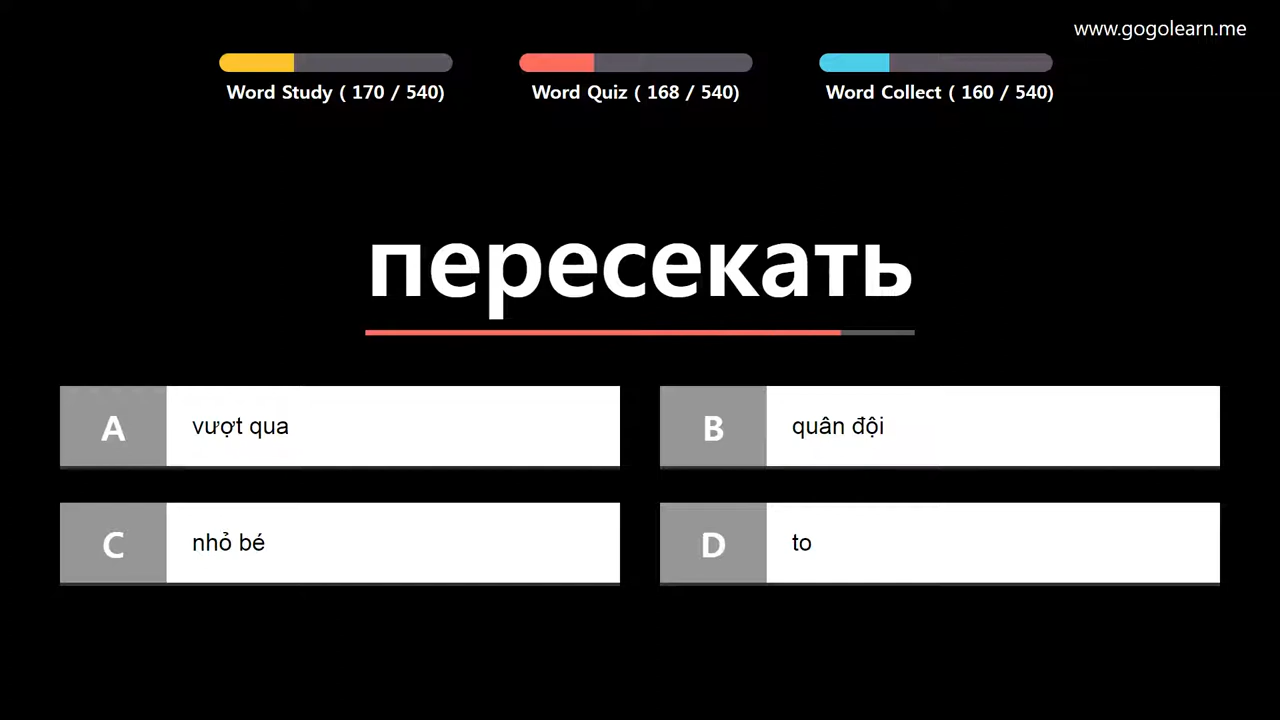 www.gogolearn.me
Word Study ( 170 / 540)
Word Quiz ( 168 / 540)
Word Collect ( 160 / 540)
пересекать
A vượt qua
B quân đội
C nhỏ bé
D to